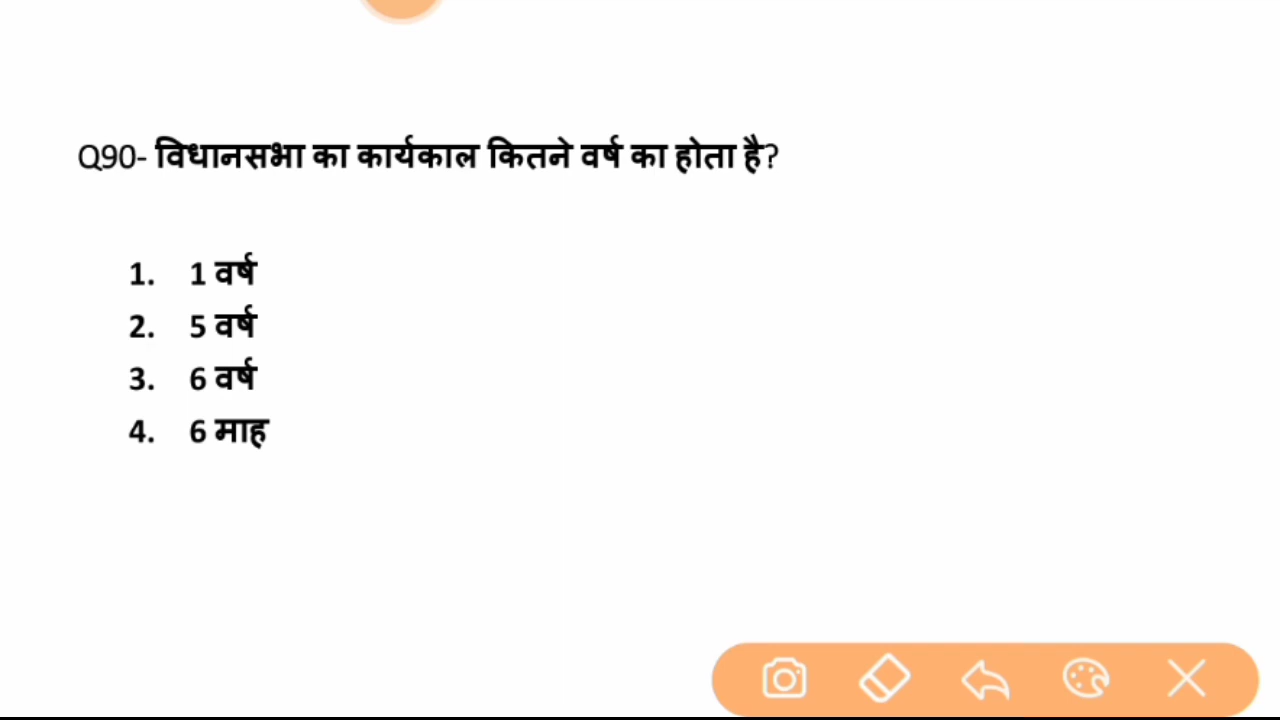 Q90- विधानसभा का कार्यकाल कितने वर्ष का होता है?
1. 1 वर्ष
2. 5 वर्ष
3. 6 वर्ष
4. 6 माह